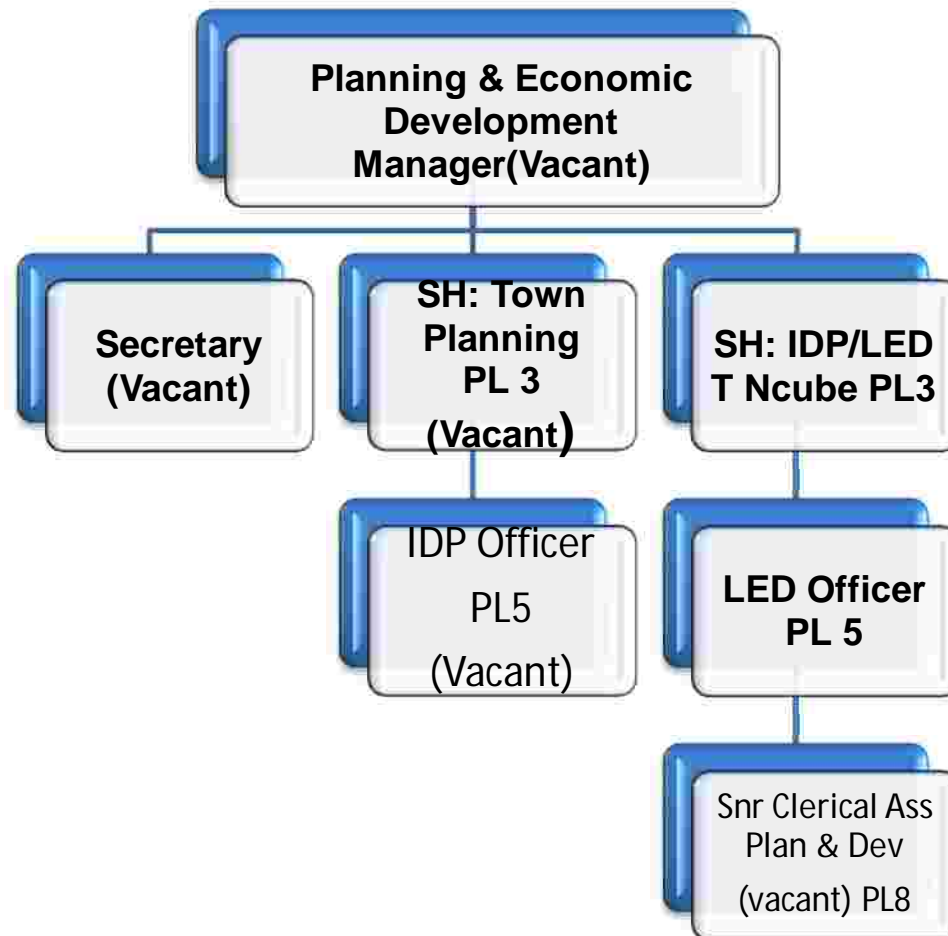 Planning & Economic
Development
Manager(Vacant)
Secretary
(Vacant)
SH: Town
Planning
PL 3
(Vacant)
SH: IDP/LED
T Ncube PL3
IDP Officer
PL5
(Vacant)
LED Officer
PL 5
Snr Clerical Ass
Plan & Dev
(vacant) PL8